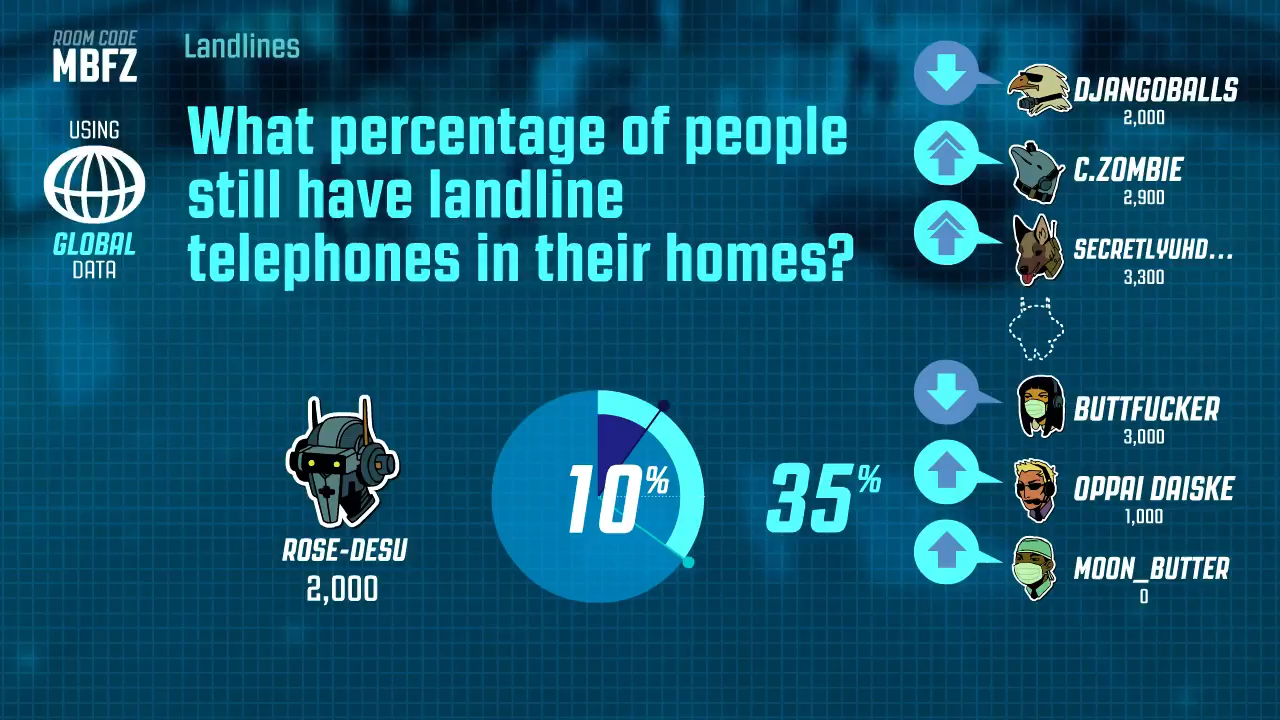 ROOM CODE
MBFZ
USING
GLOBAL
DATA
Landlines
What percentage of people
still have landline
telephones in their homes?
ROSE-DESU
2,000
10%
35%
DJANGOBALLS
2,000
C.ZOMBIE
2,900
SECRETLYUHD...
3,300
BUTTFUCKER
3,000
OPPAI DAISKE
1,000
MOON_BUTTER
0